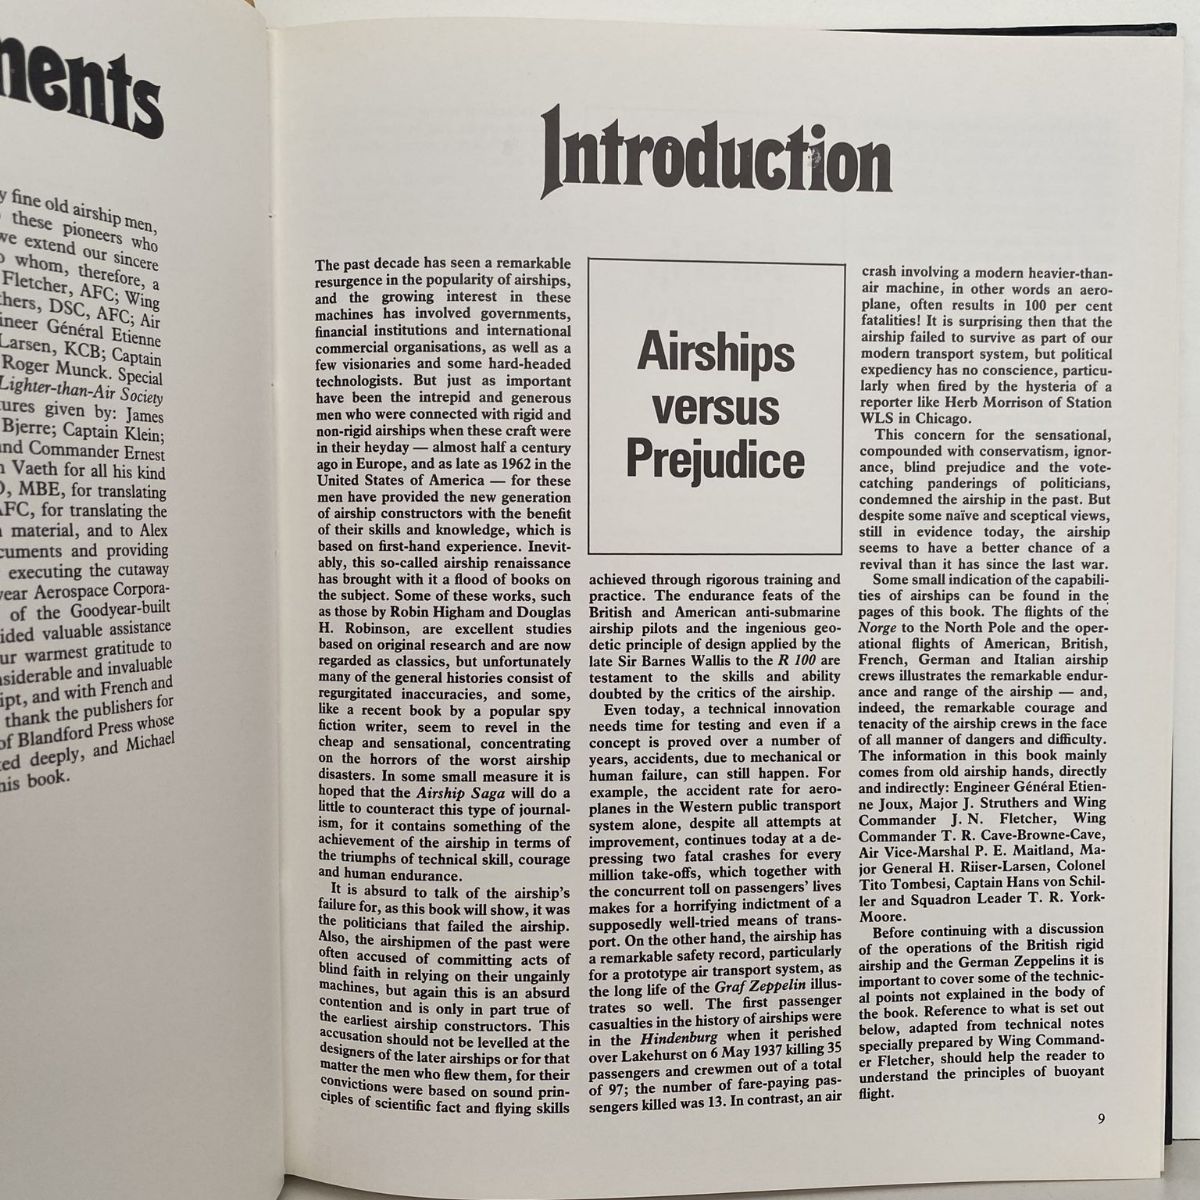 ments
y fine old airship men,
these pioneers who
we extend our sincere
whom, therefore, a
Fletcher, AFC; Wing
thers, DSC, AFC; Air
ineer Général Etienne
Larsen, KCB; Captain
Roger Munck. Special
Lighter-than-Air Society
tures given by: James
Bjerre; Captain Klein;
and Commander Ernest
n Vaeth for all his kind
O, MBE, for translating
AFC, for translating the
material, and to Alex
cuments and providing
executing the cutaway
year Aerospace Corpora-
of the Goodyear-built
ided valuable assistance
ur warmest gratitude to
nsiderable and invaluable
ipt, and with French and
thank the publishers for
of Blandford Press whose
ted deeply, and Michael
his book.
Introduction
The past decade has seen a remarkable
resurgence in the popularity of airships,
and the growing interest in these
machines has involved governments,
financial institutions and international
commercial organisations, as well as a
few visionaries and some hard-headed
technologists. But just as important
have been the intrepid and generous
men who were connected with rigid and
non-rigid airships when these craft were
in their heyday — almost half a century
ago in Europe, and as late as 1962 in the
United States of America — for these
men have provided the new generation
of airship constructors with the benefit
of their skills and knowledge, which is
based on first-hand experience. Inevit-
ably, this so-called airship renaissance
has brought with it a flood of books on
the subject. Some of these works, such
as those by Robin Higham and Douglas
H. Robinson, are excellent studies
based on original research and are now
regarded as classics, but unfortunately
many of the general histories consist of
regurgitated inaccuracies, and some,
like a recent book by a popular spy
fiction writer, seem to revel in the
cheap and sensational, concentrating
on the horrors of the worst airship
disasters. In some small measure it is
hoped that the Airship Saga will do a
little to counteract this type of journal-
ism, for it contains something of the
achievement of the airship in terms of
the triumphs of technical skill, courage
and human endurance.
It is absurd to talk of the airship's
failure for, as this book will show, it was
the politicians that failed the airship.
Also, the airshipmen of the past were
often accused of committing acts of
blind faith in relying on their ungainly
machines, but again this is an absurd
contention and is only in part true of
the earliest airship constructors. This
accusation should not be levelled at the
designers of the later airships or for that
matter the men who flew them, for their
convictions were based on sound prin-
ciples of scientific fact and flying skills
Airships
versus
Prejudice
achieved through rigorous training and
practice. The endurance feats of the
British and American anti-submarine
airship pilots and the ingenious geo-
detic principle of design applied by the
late Sir Barnes Wallis to the R 100 are
testament to the skills and ability
doubted by the critics of the airship.
Even today, a technical innovation
needs time for testing and even if a
concept is proved over a number of
years, accidents, due to mechanical or
human failure, can still happen. For
example, the accident rate for aero-
planes in the Western public transport
system alone, despite all attempts at
improvement, continues today at a de-
pressing two fatal crashes for every
million take-offs, which together with
the concurrent toll on passengers' lives
makes for a horrifying indictment of a
supposedly well-tried means of trans-
port. On the other hand, the airship has
a remarkable safety record, particularly
for a prototype air transport system, as
the long life of the Graf Zeppelin illus-
trates so well. The first passenger
casualties in the history of airships were
in the Hindenburg when it perished
over Lakehurst on 6 May 1937 killing 35
passengers and crewmen out of a total
of 97; the number of fare-paying pas-
sengers killed was 13. In contrast, an air
crash involving a modern heavier-than-
air machine, in other words an aero-
plane, often results in 100 per cent
fatalities! It is surprising then that the
airship failed to survive as part of our
modern transport system, but political
expediency has no conscience, particu-
larly when fired by the hysteria of a
reporter like Herb Morrison of Station
WLS in Chicago.
This concern for the sensational,
compounded with conservatism, ignor-
ance, blind prejudice and the vote-
catching panderings of politicians,
condemned the airship in the past. But
despite some naïve and sceptical views,
still in evidence today, the airship
seems to have a better chance of a
revival than it has since the last war.
Some small indication of the capabili-
ties of airships can be found in the
pages of this book. The flights of the
Norge to the North Pole and the oper-
ational flights of American, British,
French, German and Italian airship
crews illustrates the remarkable endur-
ance and range of the airship — and,
indeed, the remarkable courage and
tenacity of the airship crews in the face
of all manner of dangers and difficulty.
The information in this book mainly
comes from old airship hands, directly
and indirectly: Engineer Général Etien-
ne Joux, Major J. Struthers and Wing
Commander J. N. Fletcher, Wing
Commander T. R. Cave-Browne-Cave,
Air Vice-Marshal P. E. Maitland, Ma-
jor General H. Riiser-Larsen, Colonel
Tito Tombesi, Captain Hans von Schil-
ler and Squadron Leader T. R. York-
Moore.
Before continuing with a discussion
of the operations of the British rigid
airship and the German Zeppelins it is
important to cover some of the technic-
al points not explained in the body of
the book. Reference to what is set out
below, adapted from technical notes
specially prepared by Wing Command-
er Fletcher, should help the reader to
understand the principles of buoyant
flight.
9